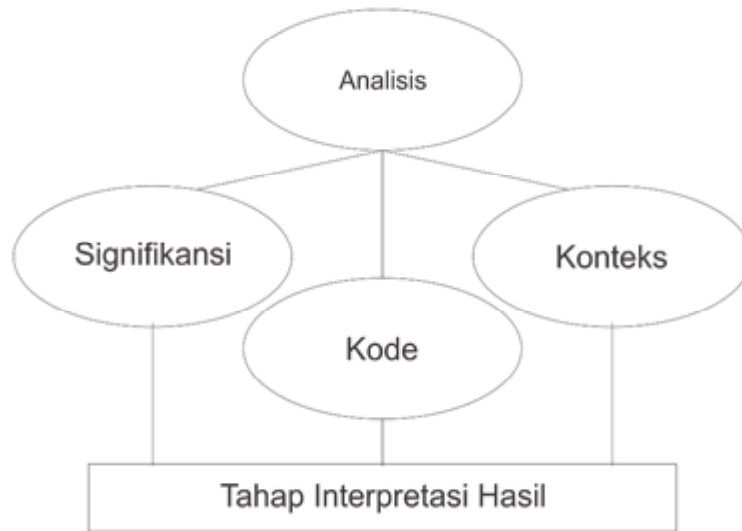 Analisis
Signifikansi
Konteks
Kode
Tahap Interpretasi Hasil